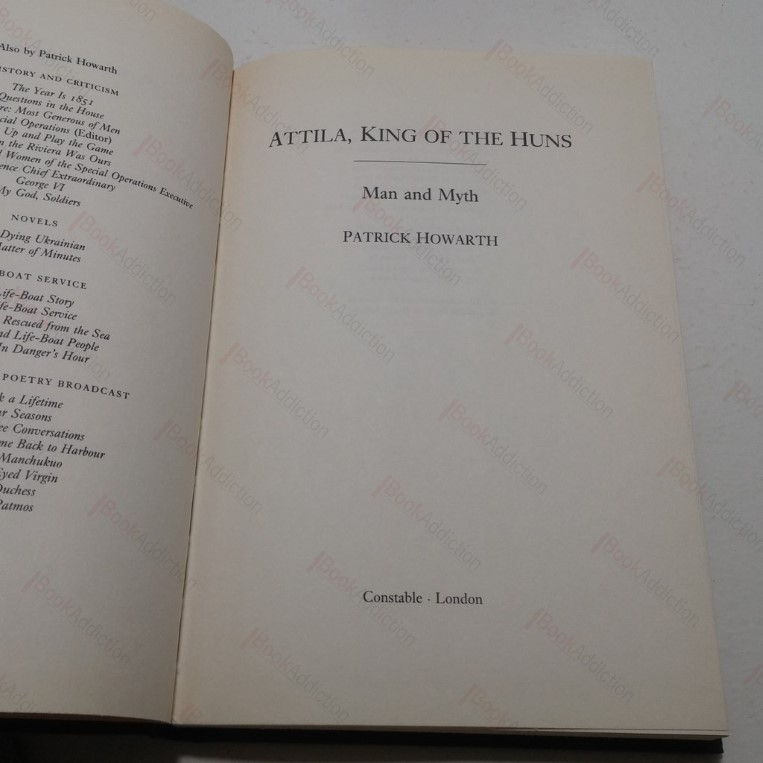 Also by Patrick Howarth
HISTORY AND CRITICISM
The Year Is 1851
Questions in the House
Most Generous of Men
Operations (Editor)
Up and Play the Game
the Riviera Was Ours
Women of the Special Operations Executive
Chief Extraordinary
George VI
My God, Soldiers
NOVELS
Dying Ukrainian
Matter of Minutes
BOAT SERVICE
Life-Boat Story
Life-Boat Service
Rescued from the Sea
Life-Boat People
In Danger's Hour
POETRY BROADCAST
a Lifetime
Seasons
Conversations
Back to Harbour
Manchukuo
Virgin
Duchess
Patmos
ATTILA, KING OF THE HUNS
Man and Myth
PATRICK HOWARTH
Constable · London
BookAddiction